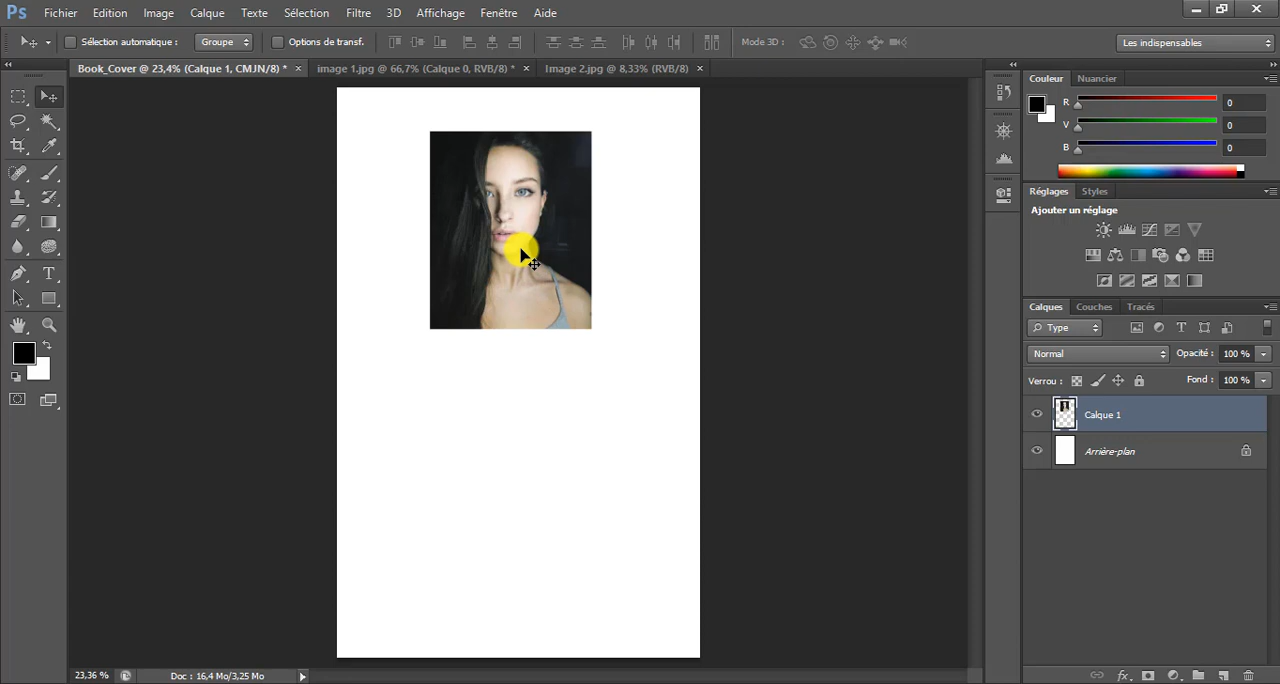 Ps Fichier Edition Image Calque Texte Sélection Filtre 3D Affichage Fenêtre Aide
Sélection automatique : Groupe Options de transf. Mode 3D : Les indispensables
Book_Cover @ 23,4% (Calque 1, CMJN/8) * × image 1.jpg @ 66,7% (Calque 0, RVB/8) * × Image 2.jpg @ 8,33% (RVB/8) ×
Couleur Nuancier
R 0
V 0
B 0
Réglages Styles
Ajouter un réglage
Calques Couches Tracés
Type
Normal Opacité : 100 %
Verrou : Fond : 100 %
Calque 1
Arrière-plan
23,36 % Doc : 16,4 Mo/3,25 Mo